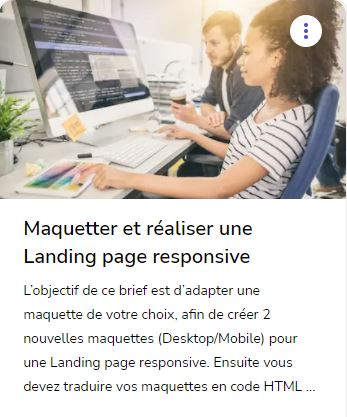 Maquetter et réaliser une
Landing page responsive
L'objectif de ce brief est d'adapter une
maquette de votre choix, afin de créer 2
nouvelles maquettes (Desktop/Mobile) pour
une Landing page responsive. Ensuite vous
devez traduire vos maquettes en code HTML ...